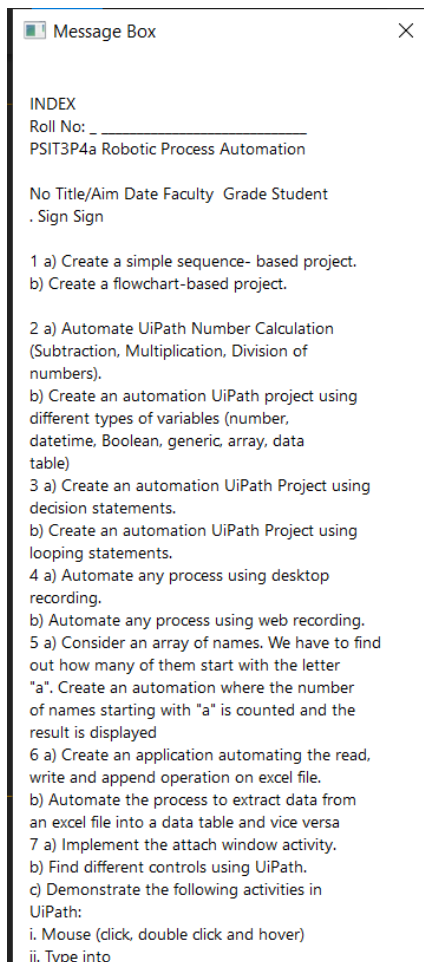 Message Box
INDEX
Roll No: _ _____________________________
PSIT3P4a Robotic Process Automation
No Title/Aim Date Faculty  Grade Student
. Sign Sign
1 a) Create a simple sequence- based project.
b) Create a flowchart-based project.
2 a) Automate UiPath Number Calculation
(Subtraction, Multiplication, Division of
numbers).
b) Create an automation UiPath project using
different types of variables (number,
datetime, Boolean, generic, array, data
table)
3 a) Create an automation UiPath Project using
decision statements.
b) Create an automation UiPath Project using
looping statements.
4 a) Automate any process using desktop
recording.
b) Automate any process using web recording.
5 a) Consider an array of names. We have to find
out how many of them start with the letter
"a". Create an automation where the number
of names starting with "a" is counted and the
result is displayed
6 a) Create an application automating the read,
write and append operation on excel file.
b) Automate the process to extract data from
an excel file into a data table and vice versa
7 a) Implement the attach window activity.
b) Find different controls using UiPath.
c) Demonstrate the following activities in
UiPath:
i. Mouse (click, double click and hover)
ii. Type into